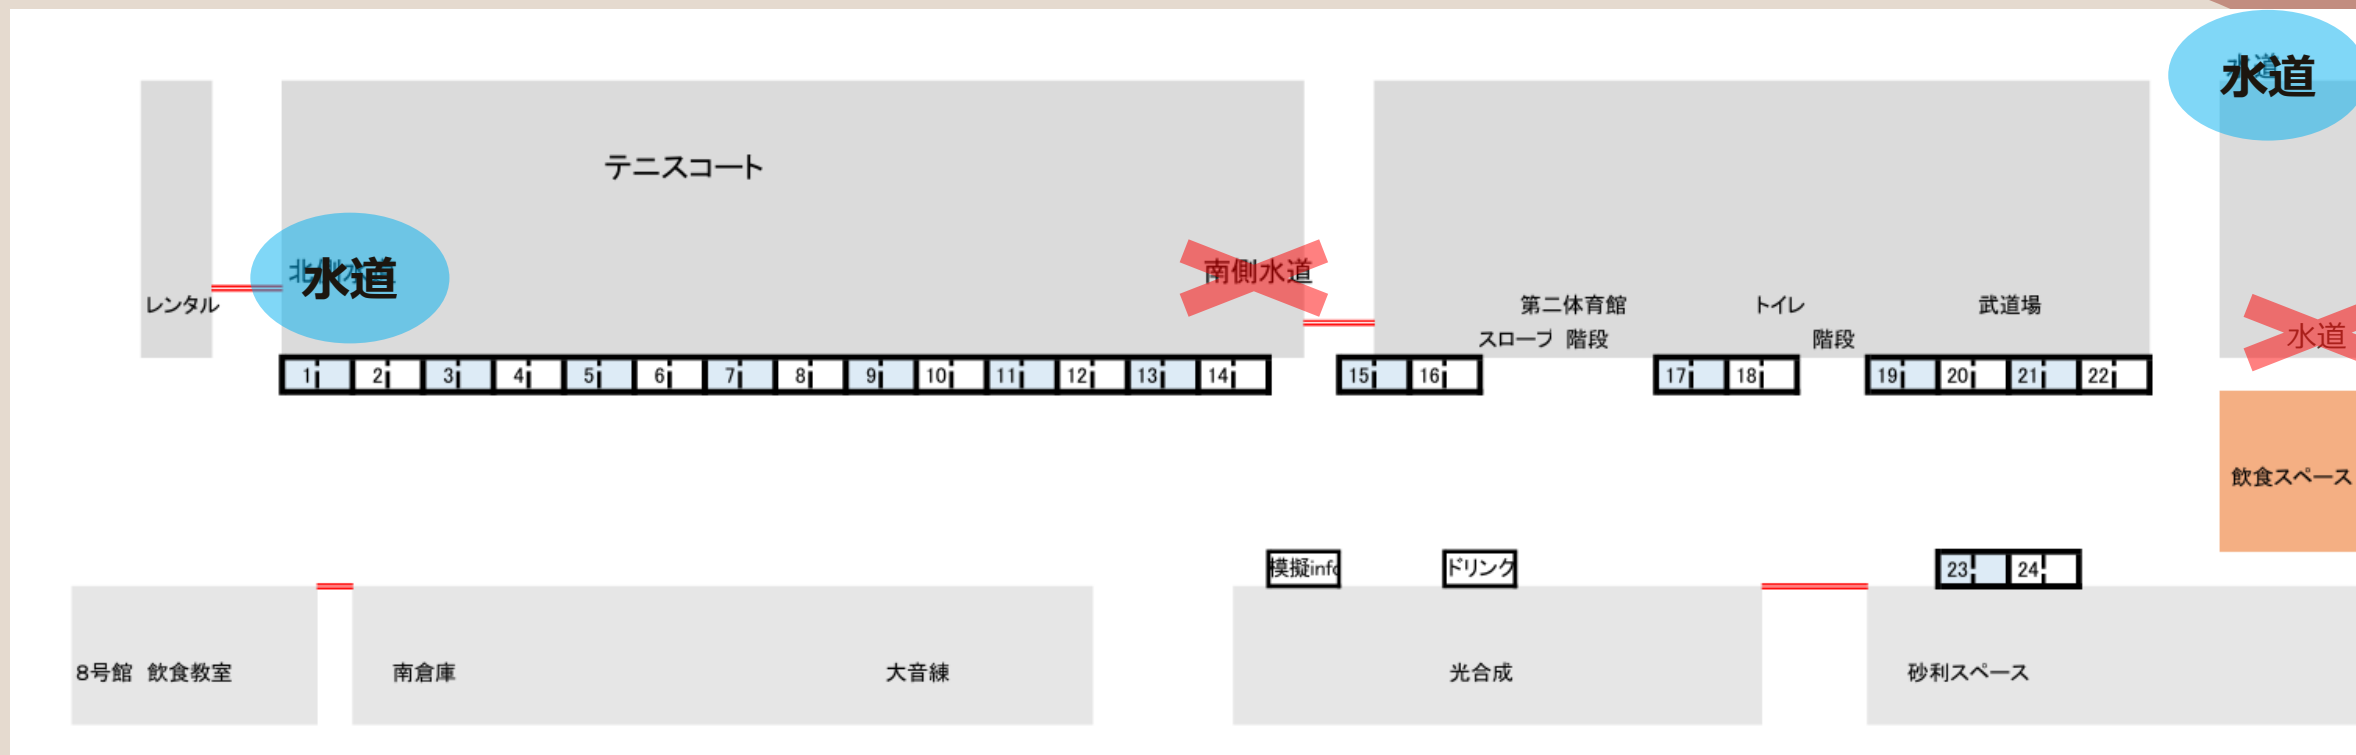 水道
水道
テニスコート
北側水道
水道
南側水道
レンタル
第二体育館
トイレ
武道場
スロープ 階段
階段
水道
1 2 3 4 5 6 7 8 9 10 11 12 13 14 15 16 17 18 19 20 21 22
飲食スペース
模擬info
ドリンク
23 24
8号館 飲食教室
南倉庫
大音練
光合成
砂利スペース